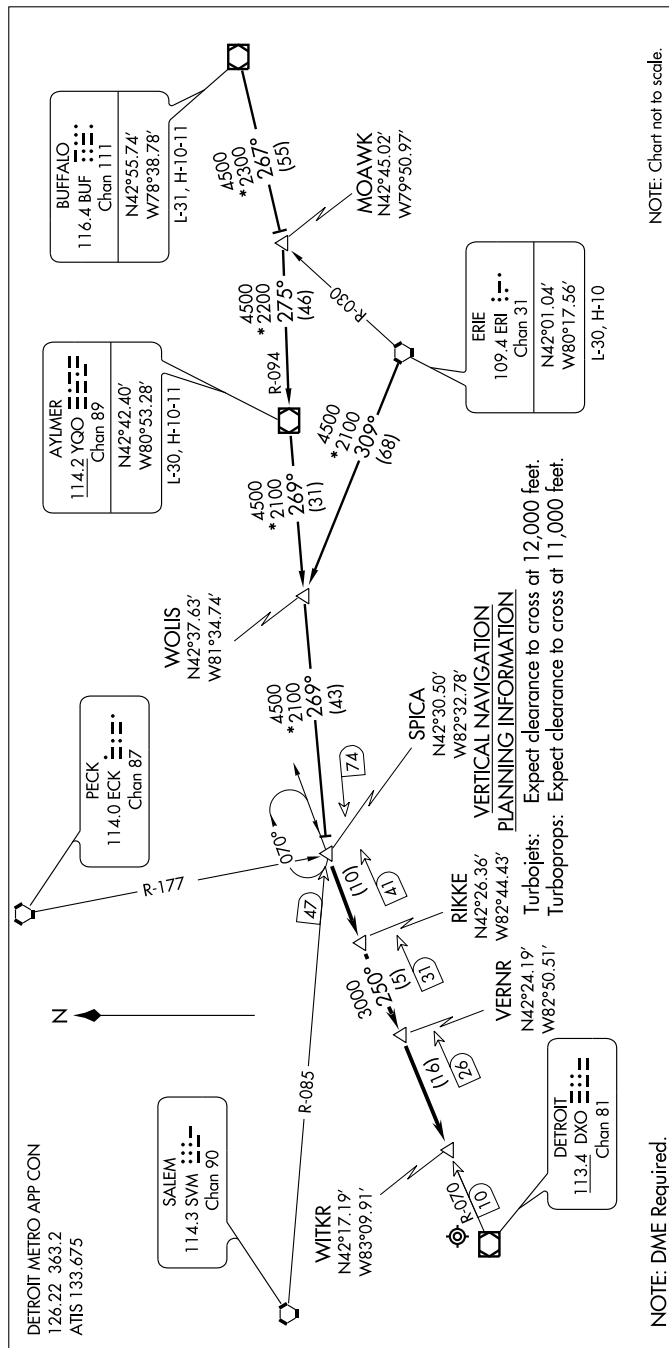 DETROIT METRO APP CON
126.22 363.2
ATIS 133.675
SALEM
114.3 SVM
Chan 90
PECK
114.0 ECK
Chan 87
AYLMER
114.2 YQO
Chan 89
N42°42.40'
W80°53.28'
L-30, H-10-11
BUFFALO
116.4 BUF
Chan 111
N42°55.74'
W78°38.78'
L-31, H-10-11
N
R-177
R-085
WOLIS
N42°37.63'
W81°34.74'
4500
*2300
267°
(55)
4500
*2200
275°
(46)
R-094
4500
*2100
269°
(31)
4500
*2100
269°
(43)
4500
*2100
309°
(68)
R-030
MOAWK
N42°45.02'
W79°50.97'
070°
47
74
41
(10)
SPICA
N42°30.50'
W82°32.78'
VERTICAL NAVIGATION
PLANNING INFORMATION
Turbojets: Expect clearance to cross at 12,000 feet.
Turboprops: Expect clearance to cross at 11,000 feet.
RIKKE
N42°26.36'
W82°44.43'
3000
250°
(5)
31
VERNR
N42°24.19'
W82°50.51'
(16)
26
WITKR
N42°17.19'
W83°09.91'
R-070
10
DETROIT
113.4 DXO
Chan 81
ERIE
109.4 ERI
Chan 31
N42°01.04'
W80°17.56'
L-30, H-10
NOTE: DME Required.
NOTE: Chart not to scale.